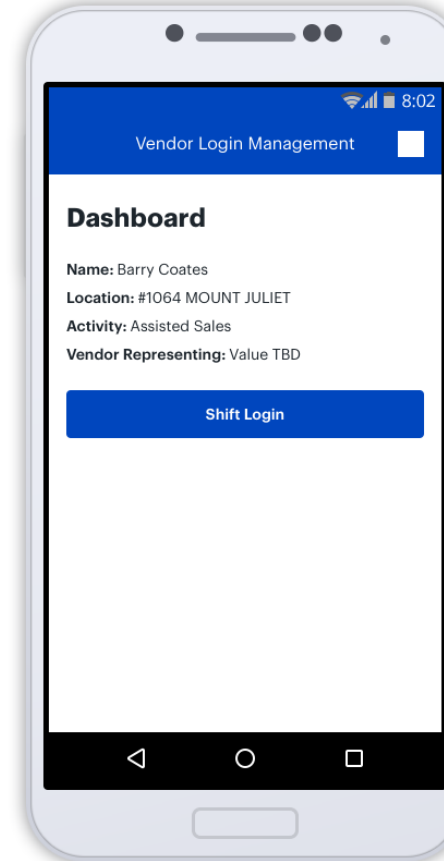 8:02
Vendor Login Management
Dashboard
Name: Barry Coates
Location: #1064 MOUNT JULIET
Activity: Assisted Sales
Vendor Representing: Value TBD
Shift Login